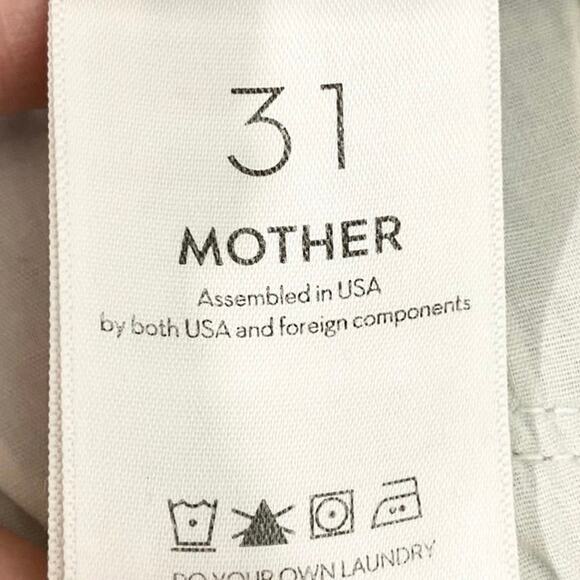 31
MOTHER
Assembled in USA
by both USA and foreign components
DO YOUR OWN LAUNDRY